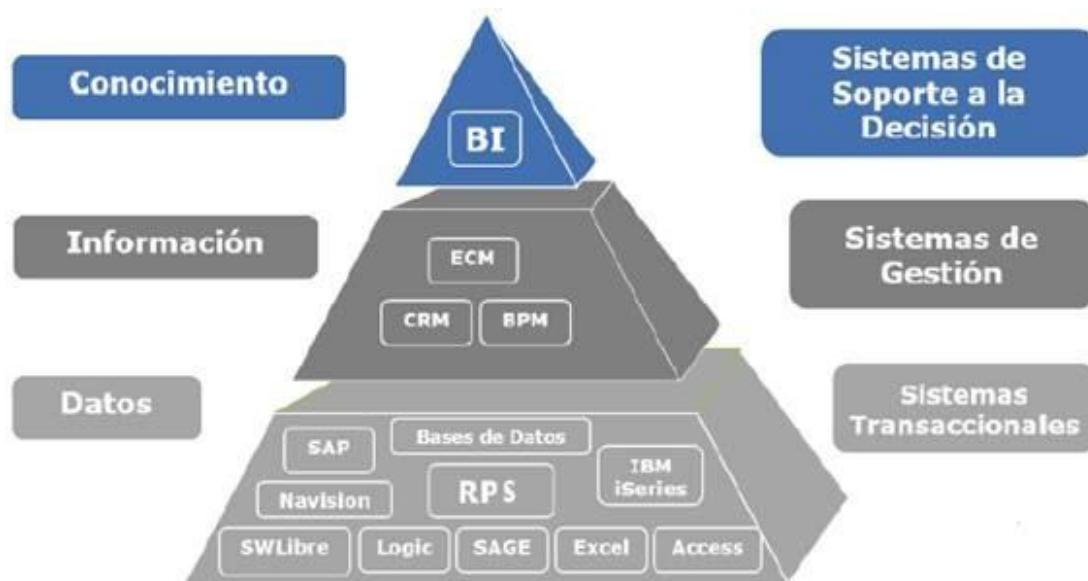 Conocimiento
BI
Sistemas de
Soporte a la
Decisión
Información
ECM
CRM BPM
Sistemas de
Gestión
Datos
SAP
Bases de Datos
IBM
iSeries
Navision
RPS
SWLibre Logic SAGE Excel Access
Sistemas
Transaccionales